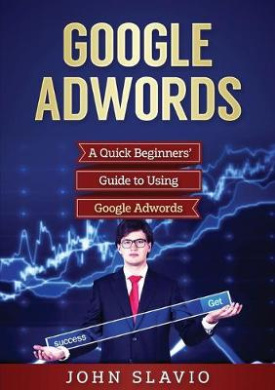 GOOGLE
ADWORDS
A Quick Beginners'
Guide to Using
Google Adwords
Get
success
JOHN SLAVIO